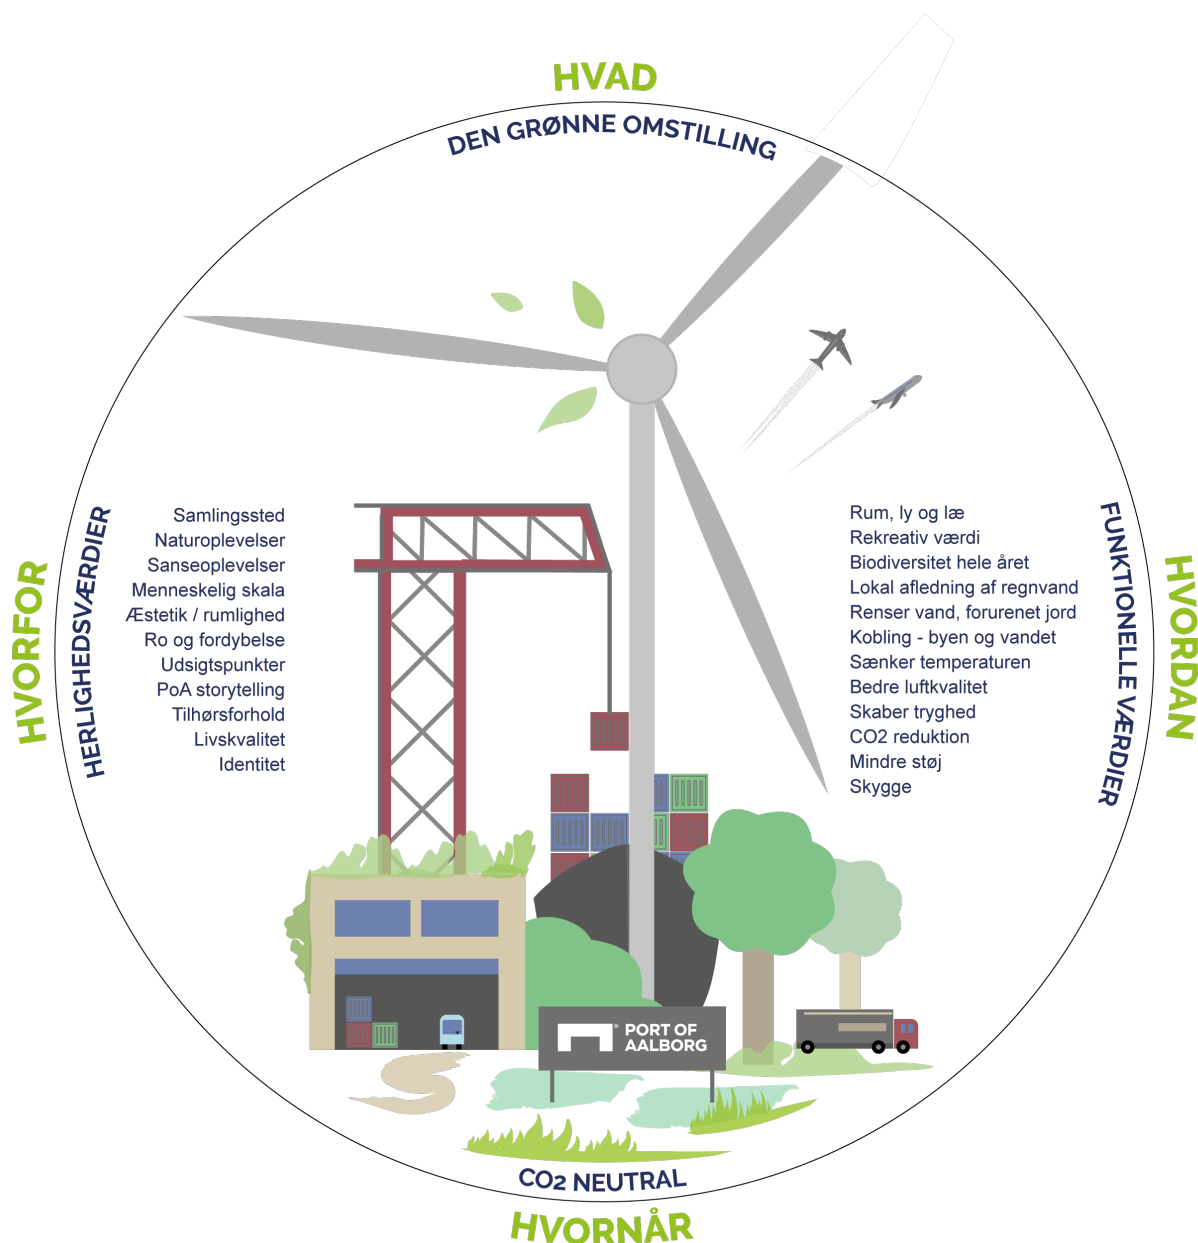 HVAD
DEN GRØNNE OMSTILLING
HVORFOR
HERLIGHEDSVÆRDIER
Samlingssted
Naturoplevelser
Sanseoplevelser
Menneskelig skala
Æstetik / rumlighed
Ro og fordybelse
Udsigtspunkter
PoA storytelling
Tilhørsforhold
Livskvalitet
Identitet
Rum, ly og læ
Rekreativ værdi
Biodiversitet hele året
Lokal afledning af regnvand
Renser vand, forurenet jord
Kobling - byen og vandet
Sænker temperaturen
Bedre luftkvalitet
Skaber tryghed
CO2 reduktion
Mindre støj
Skygge
FUNKTIONELLE VÆRDIER
HVORDAN
® PORT OF
AALBORG
CO2 NEUTRAL
HVORNÅR